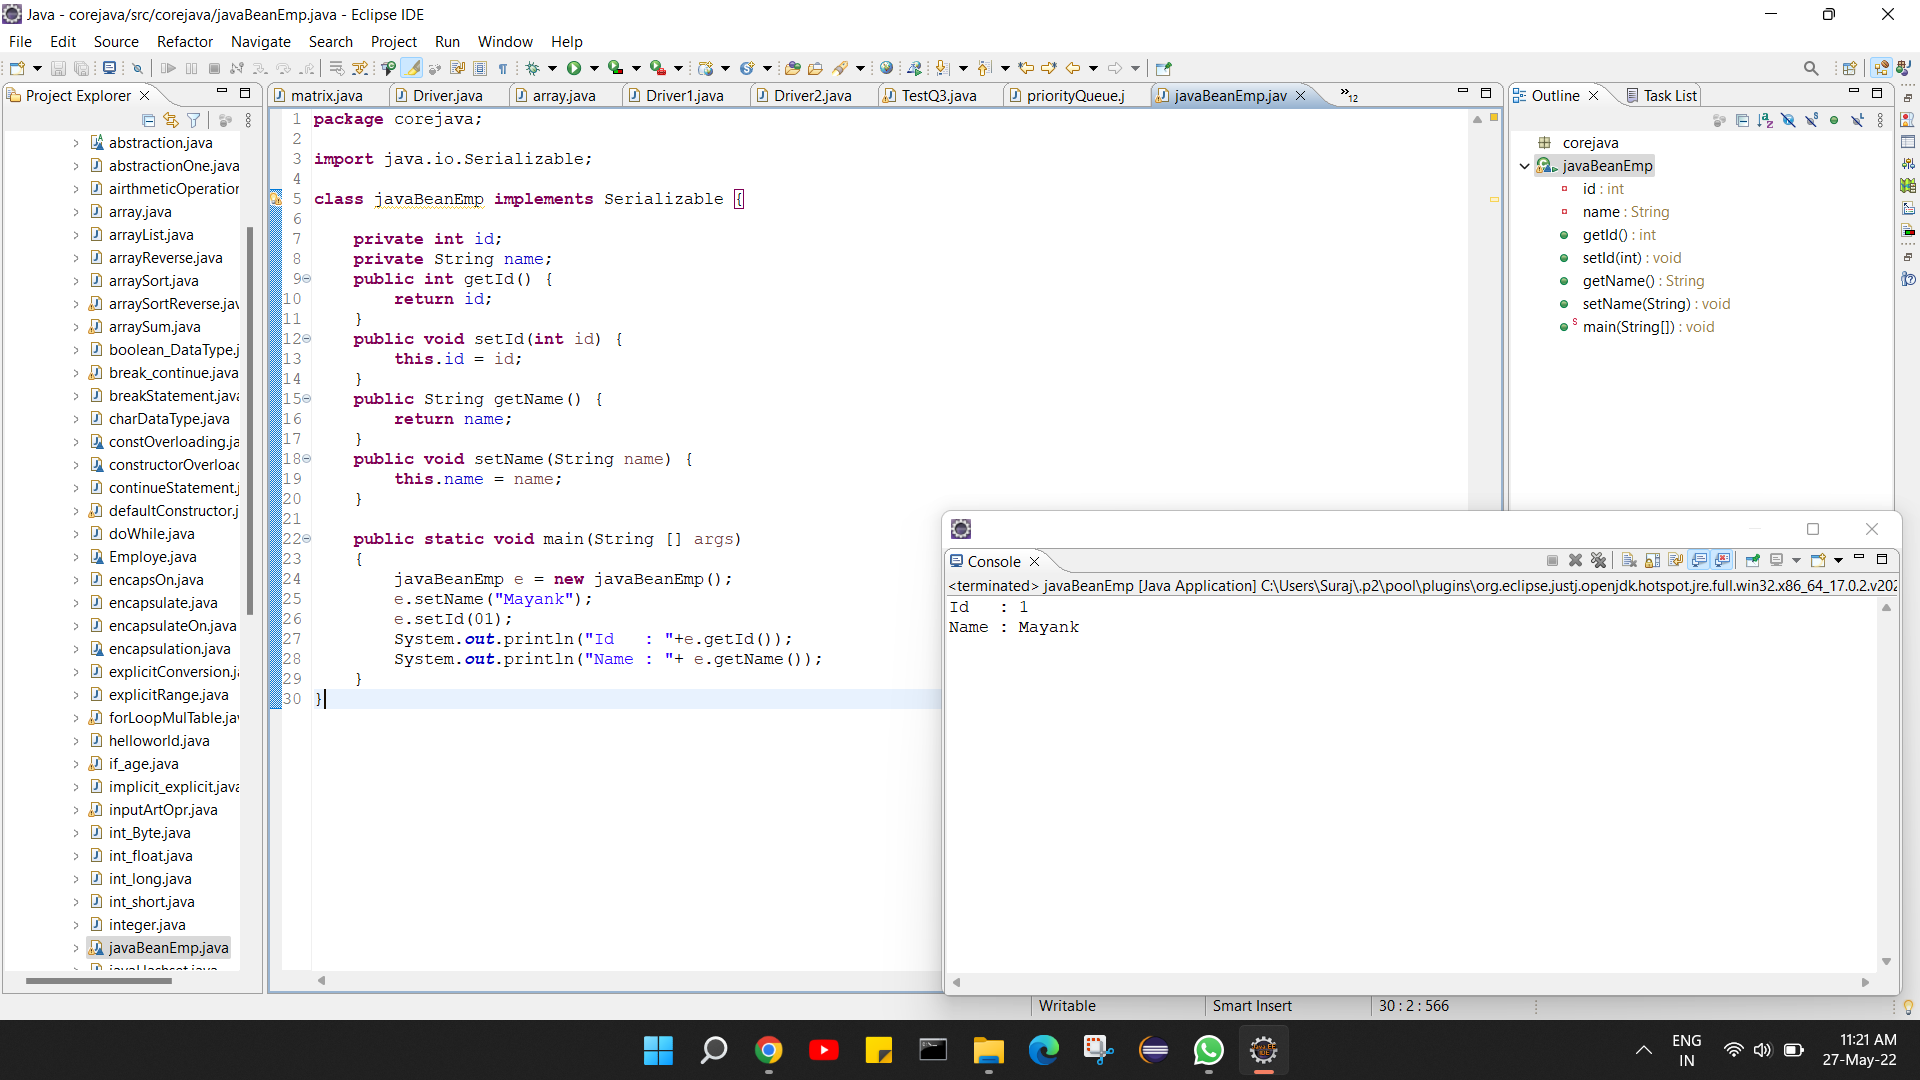 Java - corejava/src/corejava/javaBeanEmp.java - Eclipse IDE
File Edit Source Refactor Navigate Search Project Run Window Help
Project Explorer
abstraction.java
abstractionOne.java
airthmeticOperation
array.java
arrayList.java
arrayReverse.java
arraySort.java
arraySortReverse.jav
arraySum.java
boolean_DataType.j
break_continue.java
breakStatement.java
charDataType.java
constOverloading.ja
constructorOverload
continueStatement.j
defaultConstructor.j
doWhile.java
Employe.java
encapsOn.java
encapsulate.java
encapsulateOn.java
encapsulation.java
explicitConversion.ja
explicitRange.java
forLoopMulTable.jav
helloworld.java
if_age.java
implicit_explicit.java
inputArtOpr.java
int_Byte.java
int_float.java
int_long.java
int_short.java
integer.java
javaBeanEmp.java
matrix.java Driver.java array.java Driver1.java Driver2.java TestQ3.java priorityQueue.j javaBeanEmp.jav 12
1 package corejava;
2
3 import java.io.Serializable;
4
5 class javaBeanEmp implements Serializable {
6
7 private int id;
8 private String name;
9 public int getId() {
10 return id;
11 }
12 public void setId(int id) {
13 this.id = id;
14 }
15 public String getName() {
16 return name;
17 }
18 public void setName(String name) {
19 this.name = name;
20 }
21
22 public static void main(String [] args)
23 {
24 javaBeanEmp e = new javaBeanEmp();
25 e.setName("Mayank");
26 e.setId(01);
27 System.out.println("Id   : "+e.getId());
28 System.out.println("Name : "+ e.getName());
29 }
30 }
Outline Task List
corejava
javaBeanEmp
id : int
name : String
getId() : int
setId(int) : void
getName() : String
setName(String) : void
main(String[]) : void
Console
<terminated> javaBeanEmp [Java Application] C:\Users\Suraj\.p2\pool\plugins\org.eclipse.justj.openjdk.hotspot.jre.full.win32.x86_64_17.0.2.v202
Id   : 1
Name : Mayank
Writable Smart Insert 30 : 2 : 566
ENG
IN
11:21 AM
27-May-22